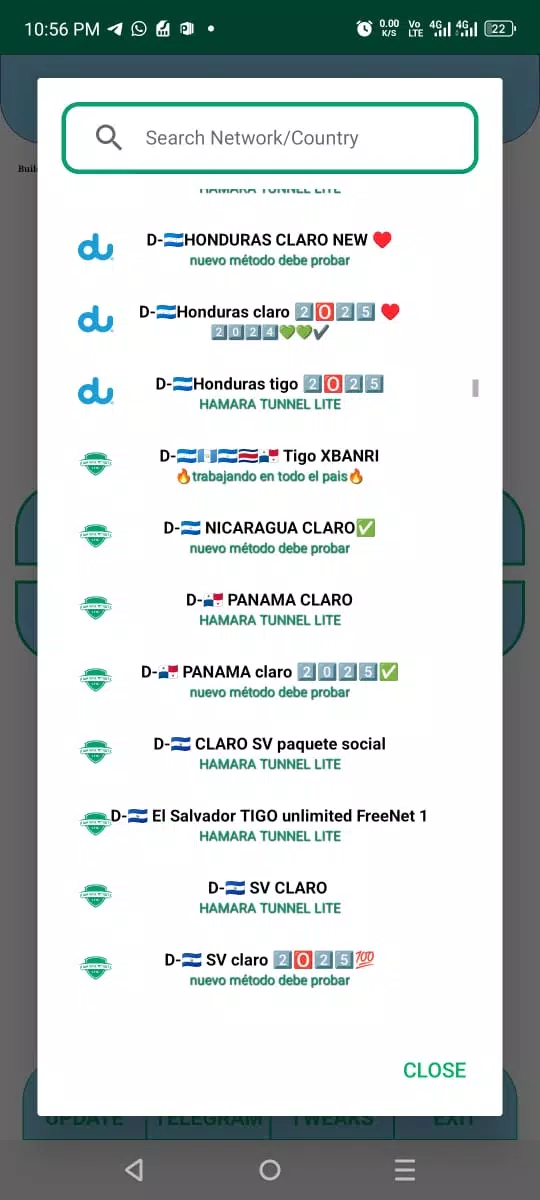 10:56 PM
0.00 K/S
Vo LTE
4G
4G
22
Search Network/Country
HAMARA TUNNEL LITE
du
D-🇭🇳HONDURAS CLARO NEW ❤️
nuevo método debe probar
du
D-🇭🇳Honduras claro 2️⃣🅾️2️⃣5️⃣ ❤️
2️⃣0️⃣2️⃣4️⃣💚💚✔️
du
D-🇭🇳Honduras tigo 2️⃣🅾️2️⃣5️⃣
HAMARA TUNNEL LITE
D-🇸🇻🇬🇹🇭🇳🇨🇷🇵🇦 Tigo XBANRI
🔥trabajando en todo el pais🔥
D-🇳🇮 NICARAGUA CLARO✅
nuevo método debe probar
D-🇵🇦 PANAMA CLARO
HAMARA TUNNEL LITE
D-🇵🇦 PANAMA claro 2️⃣0️⃣2️⃣5️⃣✅
nuevo método debe probar
D-🇸🇻 CLARO SV paquete social
HAMARA TUNNEL LITE
D-🇸🇻 El Salvador TIGO unlimited FreeNet 1
HAMARA TUNNEL LITE
D-🇸🇻 SV CLARO
HAMARA TUNNEL LITE
D-🇸🇻 SV claro 2️⃣🅾️2️⃣5️⃣💯
nuevo método debe probar
CLOSE
UPDATE
TELEGRAM
TWEAKS
EXIT